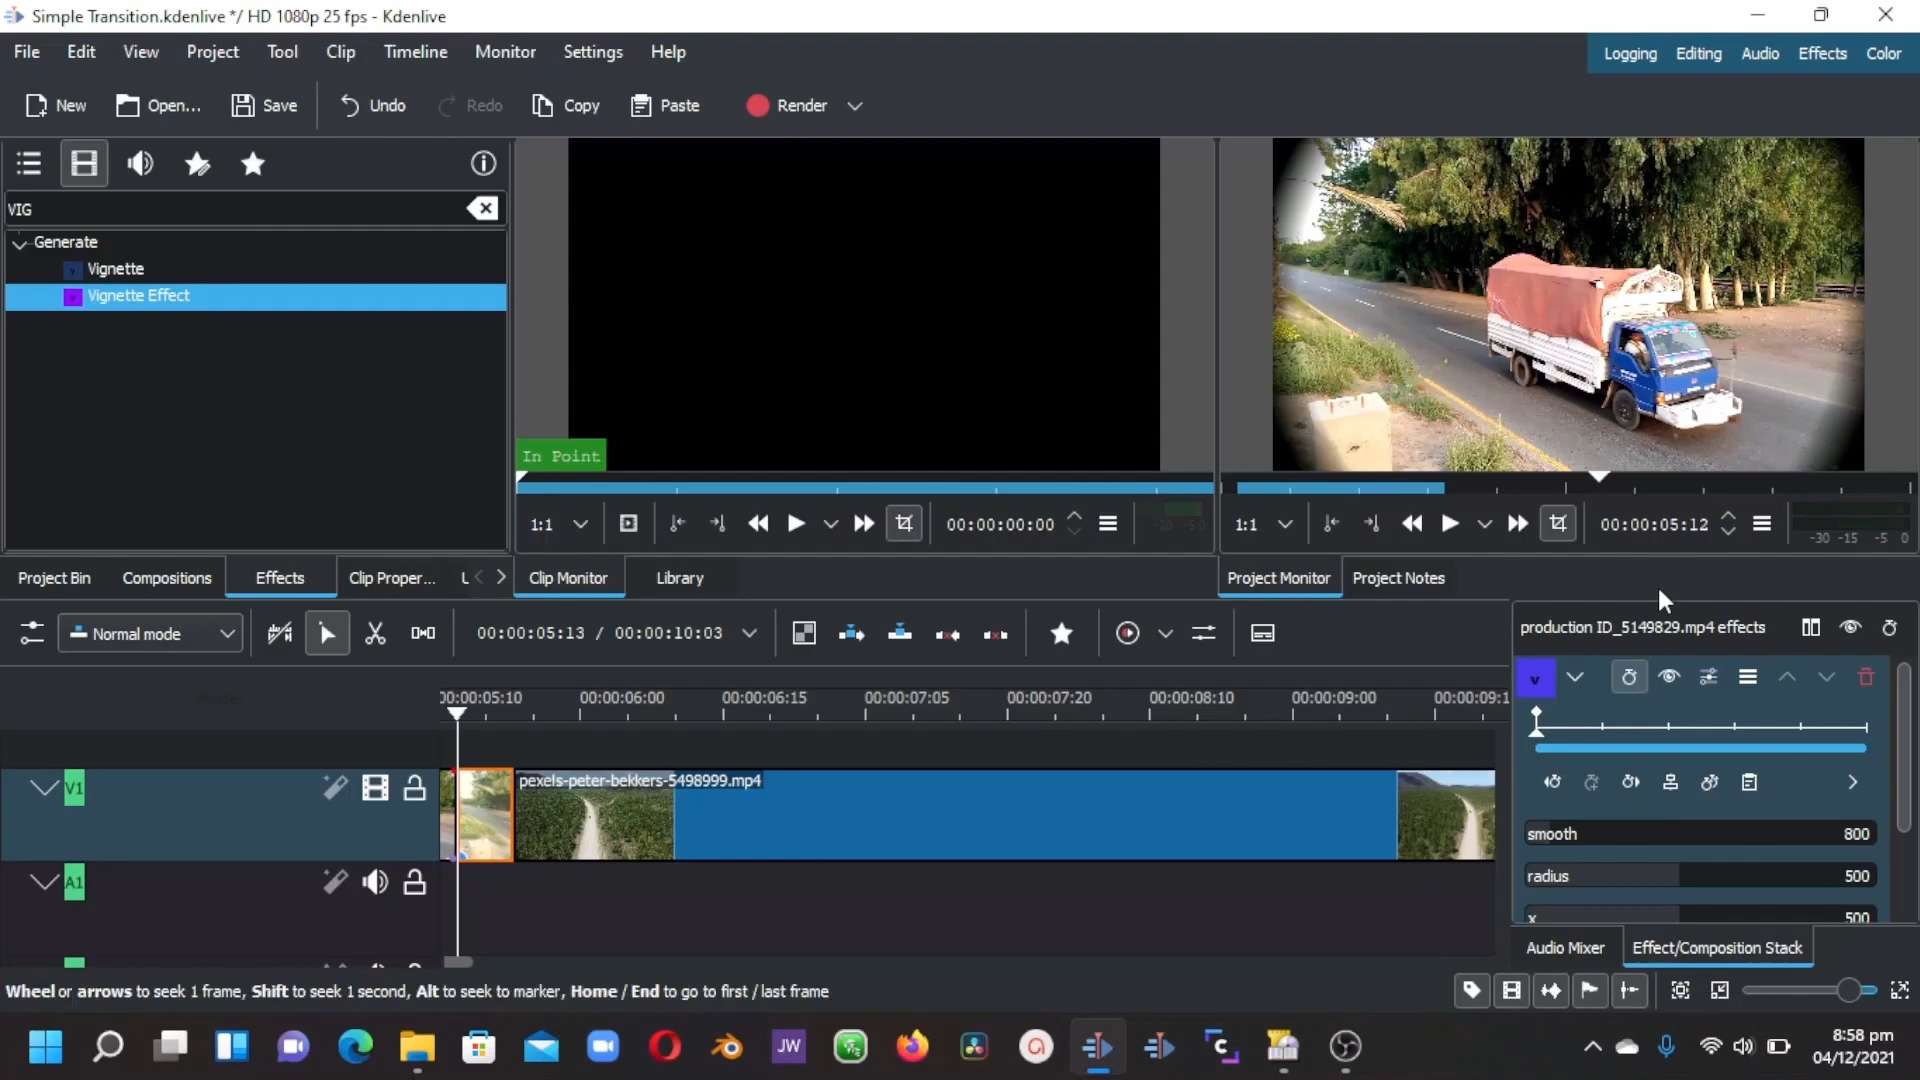 Simple Transition.kdenlive */ HD 1080p 25 fps - Kdenlive
File Edit View Project Tool Clip Timeline Monitor Settings Help
Logging Editing Audio Effects Color
New Open... Save Undo Redo Copy Paste Render
VIG
Generate
v Vignette
v Vignette Effect
In Point
1:1 00:00:00:00 -20 -5 0
1:1 00:00:05:12 -30 -15 -5 0
Project Bin Compositions Effects Clip Proper... L Clip Monitor Library Project Monitor Project Notes
Normal mode 00:00:05:13 / 00:00:10:03
production ID_5149829.mp4 effects
v
00:00:05:10 00:00:06:00 00:00:06:15 00:00:07:05 00:00:07:20 00:00:08:10 00:00:09:00 00:00:09:1
V1 pexels-peter-bekkers-5498999.mp4
smooth 800
A1
radius 500
x 500
Audio Mixer Effect/Composition Stack
Wheel or arrows to seek 1 frame, Shift to seek 1 second, Alt to seek to marker, Home / End to go to first / last frame
JW
8:58 pm
04/12/2021